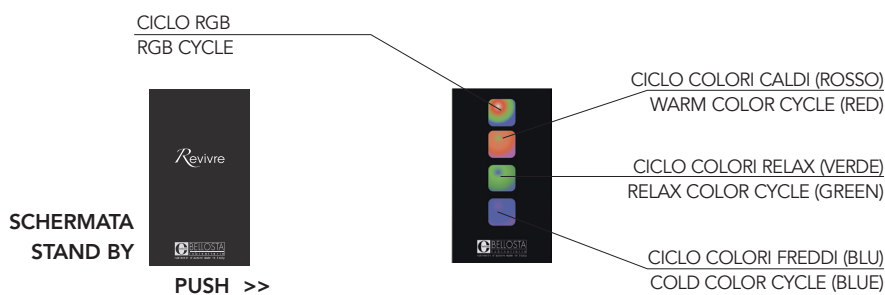 CICLO RGB
RGB CYCLE
Revivre
BELLOSTA
SCHERMATA
STAND BY
PUSH >>
CICLO COLORI CALDI (ROSSO)
WARM COLOR CYCLE (RED)
CICLO COLORI RELAX (VERDE)
RELAX COLOR CYCLE (GREEN)
CICLO COLORI FREDDI (BLU)
COLD COLOR CYCLE (BLUE)
BELLOSTA